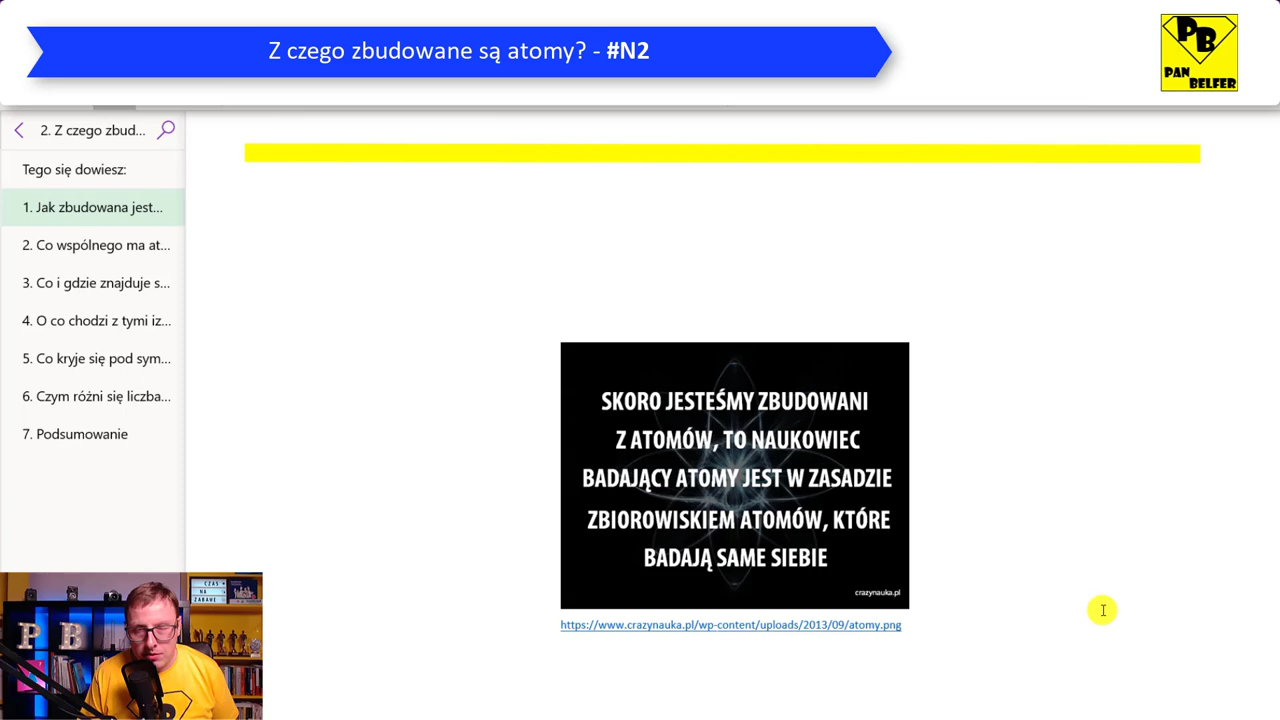 Z czego zbudowane są atomy? - #N2
PB
PAN
BELFER
2. Z czego zbud...
Tego się dowiesz:
1. Jak zbudowana jest...
2. Co wspólnego ma at...
3. Co i gdzie znajduje s...
4. O co chodzi z tymi iz...
5. Co kryje się pod sym...
6. Czym różni się liczba...
7. Podsumowanie
SKORO JESTEŚMY ZBUDOWANI
Z ATOMÓW, TO NAUKOWIEC
BADAJĄCY ATOMY JEST W ZASADZIE
ZBIOROWISKIEM ATOMÓW, KTÓRE
BADAJĄ SAME SIEBIE
crazynauka.pl
https://www.crazynauka.pl/wp-content/uploads/2013/09/atomy.png
CZAS
NA
ZABAWĘ
P B